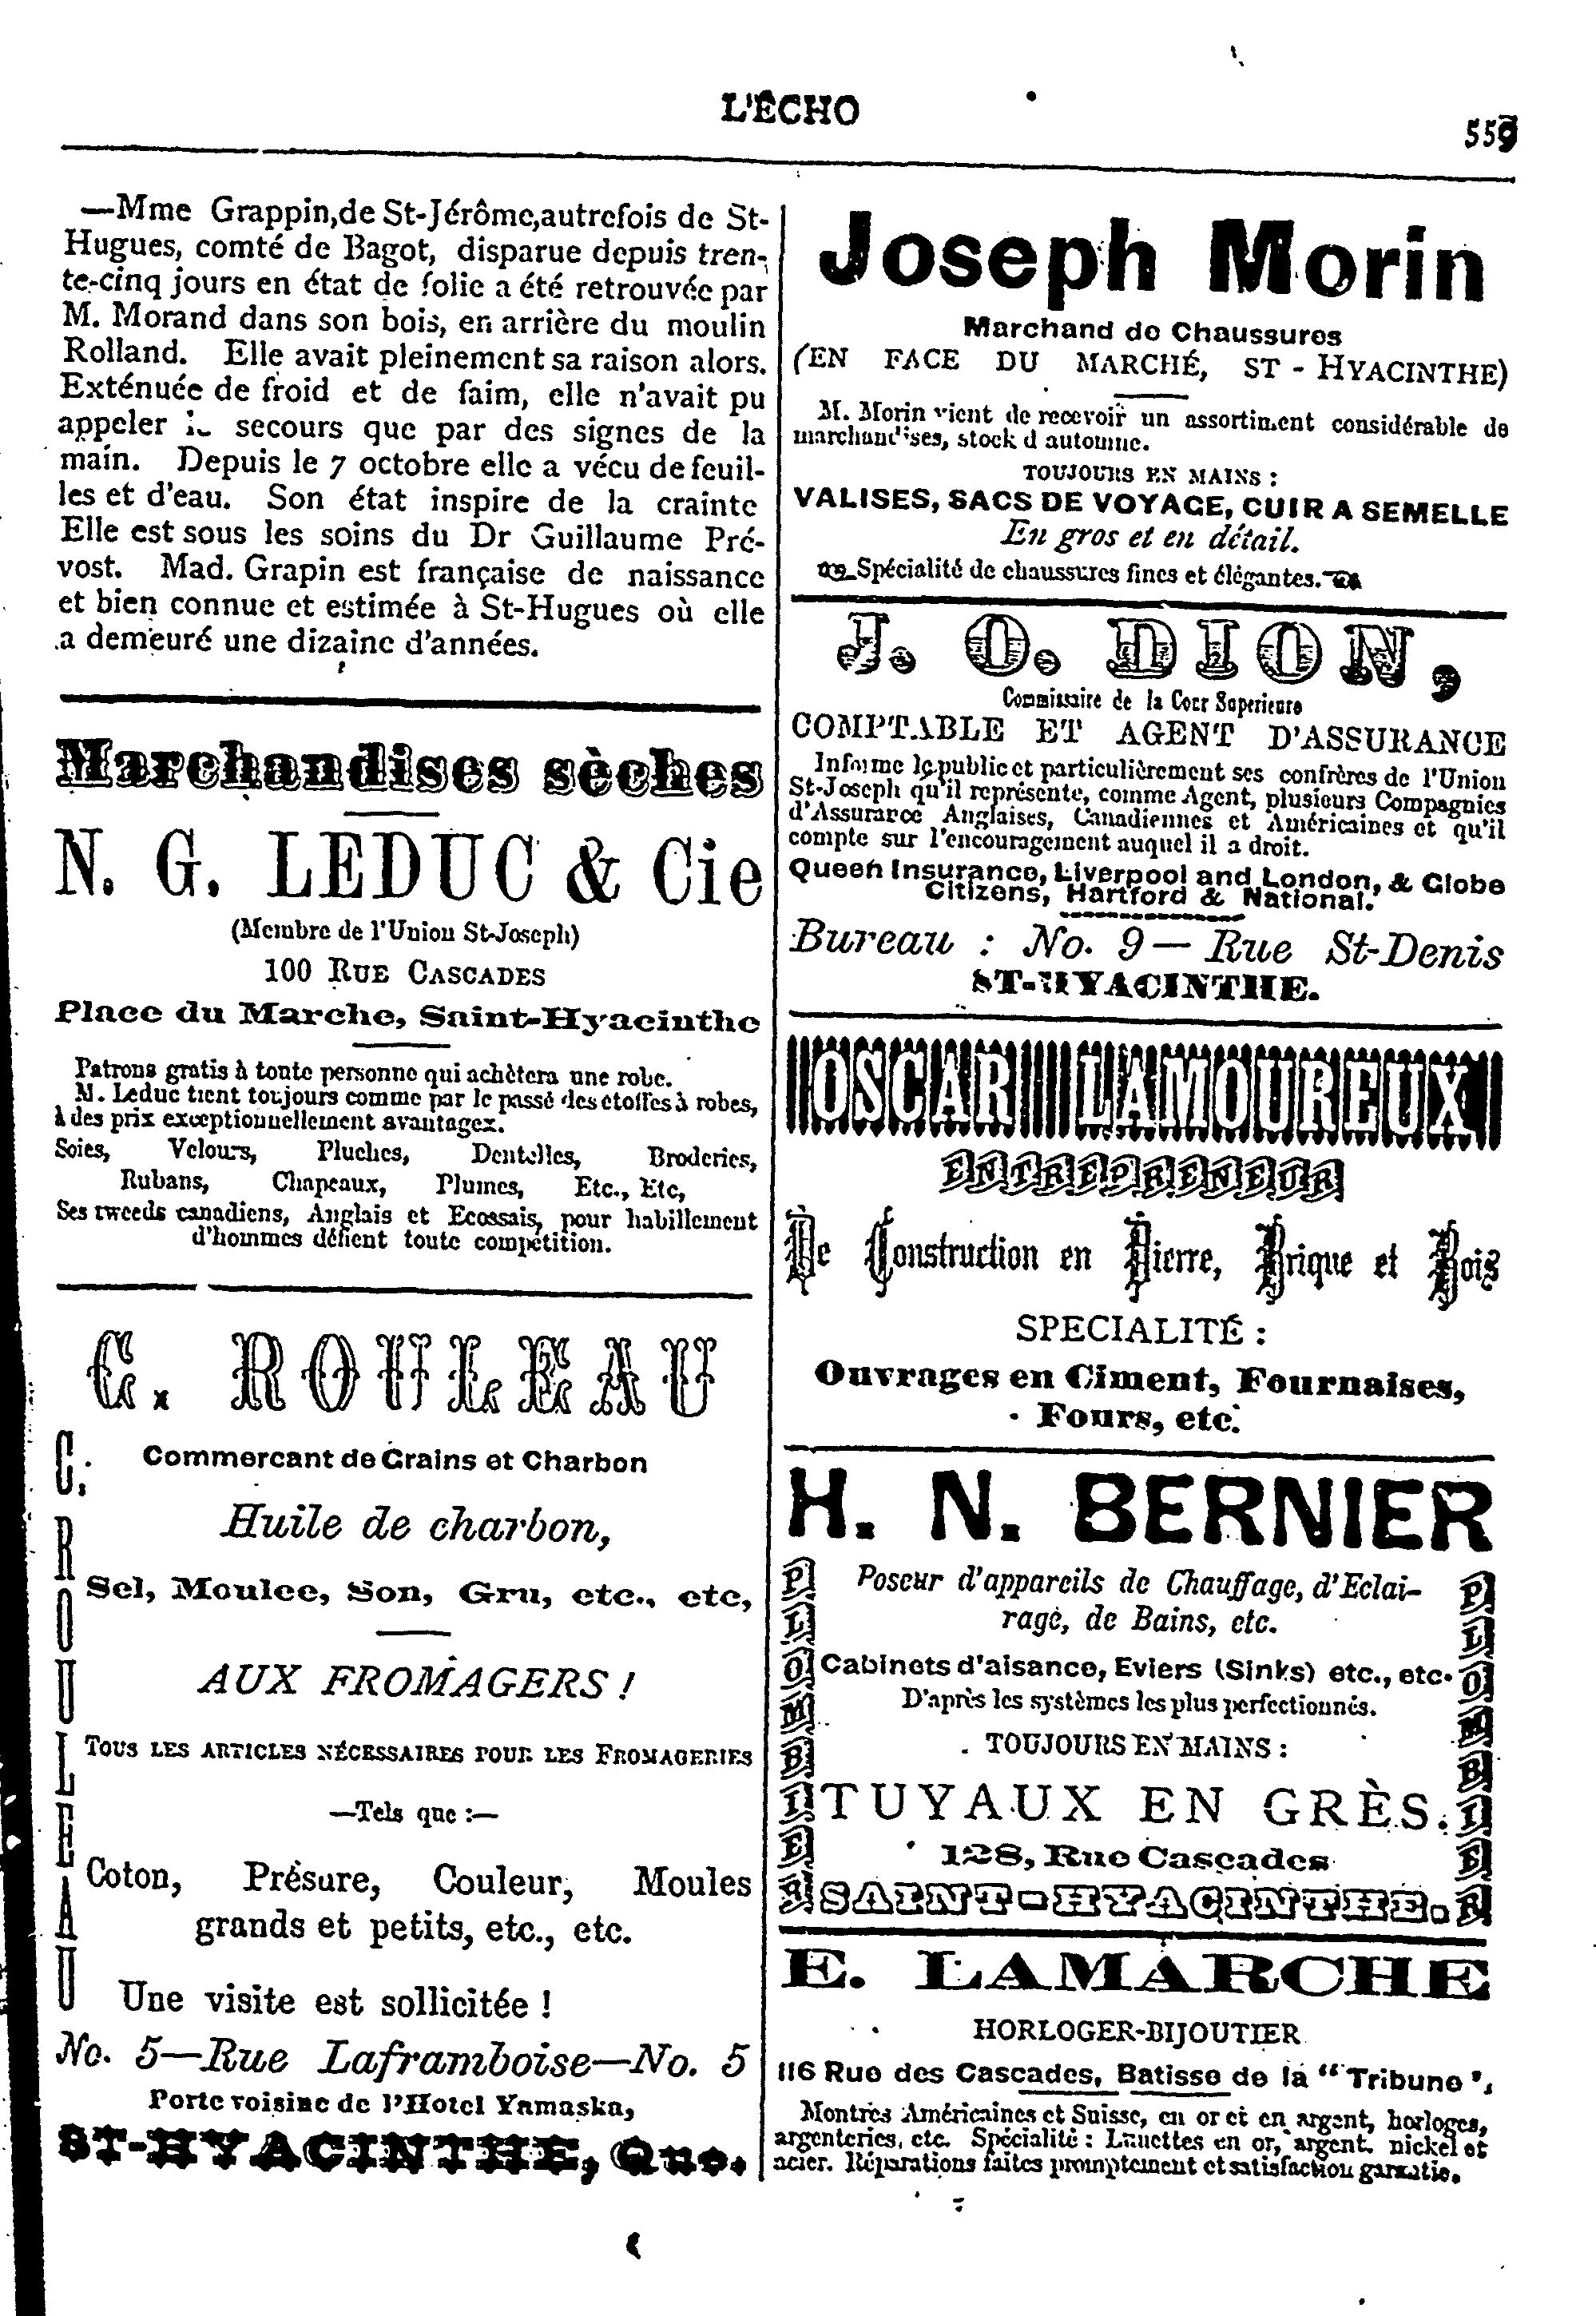 L'ÉCHO
559
—Mme Grappin,de St-Jérôme,autrefois de St-
Hugues, comté de Bagot, disparue depuis tren-
te-cinq jours en état de folie a été retrouvée par
M. Morand dans son bois, en arrière du moulin
Rolland. Elle avait pleinement sa raison alors.
Exténuée de froid et de faim, elle n'avait pu
appeler secours que par des signes de la
main. Depuis le 7 octobre elle a vécu de feuil-
les et d'eau. Son état inspire de la crainte
Elle est sous les soins du Dr Guillaume Pré-
vost. Mad. Grapin est française de naissance
et bien connue et estimée à St-Hugues où elle
a demeuré une dizaine d'années.
Marchandises sèches
N. G. LEDUC & Cie
(Membre de l'Union St-Joseph)
100 RUE CASCADES
Place du Marche, Saint-Hyacinthe
Patrons gratis à toute personne qui achètera une robe.
M. Leduc tient toujours comme par le passé des etoffes à robes,
à des prix exceptionnellement avantagex.
Soies, Velours, Pluches, Dentelles, Broderies,
Rubans, Chapeaux, Plumes, Etc., Etc,
Ses tweeds canadiens, Anglais et Ecossais, pour habillement
d'hommes défient toute compétition.
C. ROULEAU
C. ROULEAU
Commercant de Grains et Charbon
Huile de charbon,
Sel, Moulee, Son, Gru, etc., etc,
AUX FROMAGERS !
TOUS LES ARTICLES NÉCESSAIRES POUR LES FROMAGERIES
—Tels que :—
Coton, Présure, Couleur, Moules
grands et petits, etc., etc.
Une visite est sollicitée !
No. 5—Rue Laframboise—No. 5
Porte voisine de l'Hotel Yamaska,
ST-HYACINTHE, Que.
Joseph Morin
Marchand de Chaussures
(EN FACE DU MARCHÉ, ST - HYACINTHE)
M. Morin vient de recevoir un assortiment considérable de
marchandises, stock d automne.
TOUJOURS EN MAINS :
VALISES, SACS DE VOYAGE, CUIR A SEMELLE
En gros et en détail.
Spécialité de chaussures fines et élégantes.
J. O. DION,
Commissaire de la Cour Superieure
COMPTABLE ET AGENT D'ASSURANCE
Informe le public et particulièrement ses confrères de l'Union
St-Joseph qu'il représente, comme Agent, plusieurs Compagnies
d'Assurance Anglaises, Canadiennes et Américaines et qu'il
compte sur l'encouragement auquel il a droit.
Queen Insurance, Liverpool and London, & Globe
Citizens, Hartford & National.
Bureau : No. 9 — Rue St-Denis
ST-HYACINTHE.
OSCAR LAMOUREUX
ENTREPRENEUR
De Construction en Pierre, Brique et Bois
SPECIALITÉ :
Ouvrages en Ciment, Fournaises,
Fours, etc.
H. N. BERNIER
PLOMBIER
Poseur d'appareils de Chauffage, d'Eclai-
rage, de Bains, etc.
Cabinets d'aisance, Eviers (Sinks) etc., etc.
D'après les systèmes les plus perfectionnés.
TOUJOURS EN MAINS :
TUYAUX EN GRÈS.
128, Rue Cascades
SAINT-HYACINTHE.
PLOMBIER
E. LAMARCHE
HORLOGER-BIJOUTIER
116 Rue des Cascades, Batisse de la "Tribune",
Montres Américaines et Suisse, en or et en argent, horloges,
argenteries, etc. Spécialité : Lunettes en or, argent. nickel et
acier. Réparations faites promptement et satisfaction garantie.